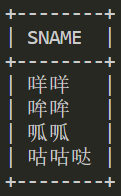 +--------+
| SNAME  |
+--------+
| 咩咩   |
| 哞哞   |
| 呱呱   |
| 咕咕哒 |
+--------+